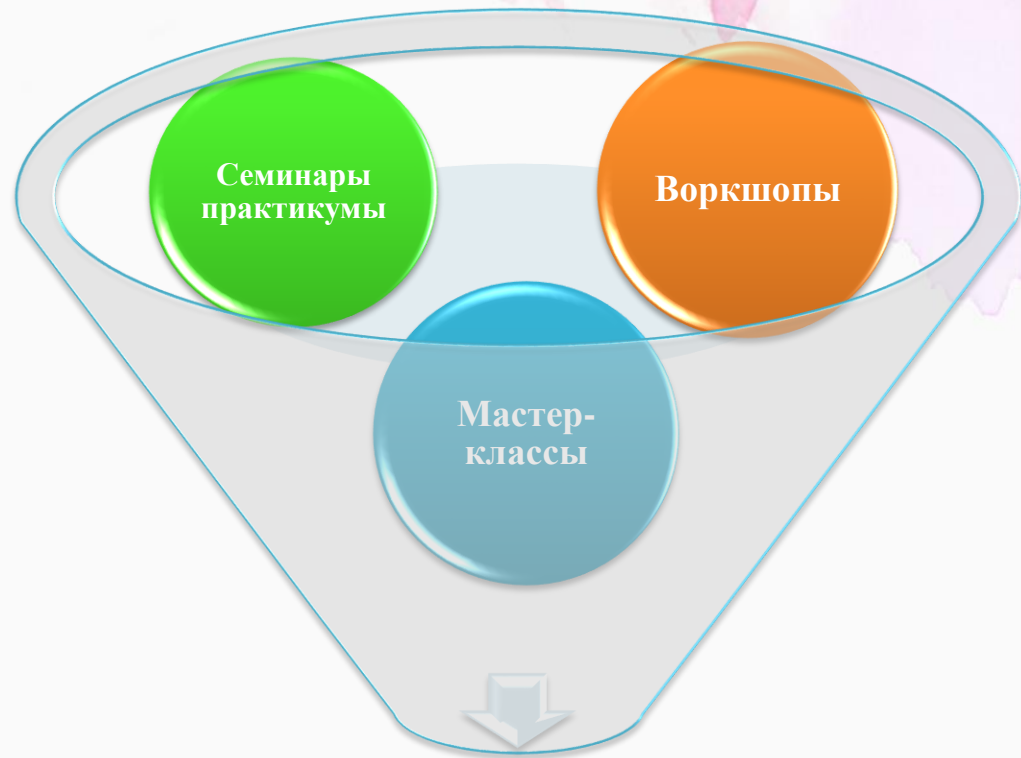 Семинары
практикумы
Воркшопы
Мастер-
классы